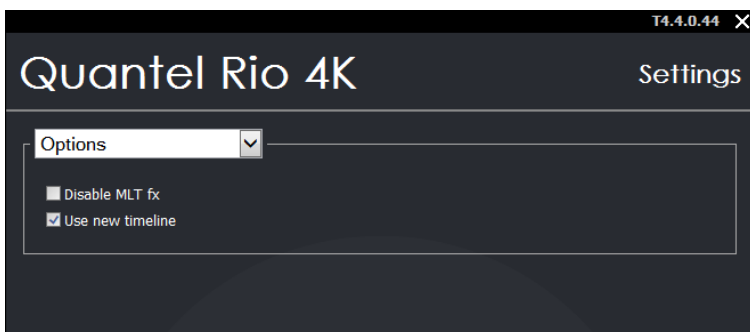 T4.4.0.44
Quantel Rio 4K
Settings
Options
Disable MLT fx
Use new timeline